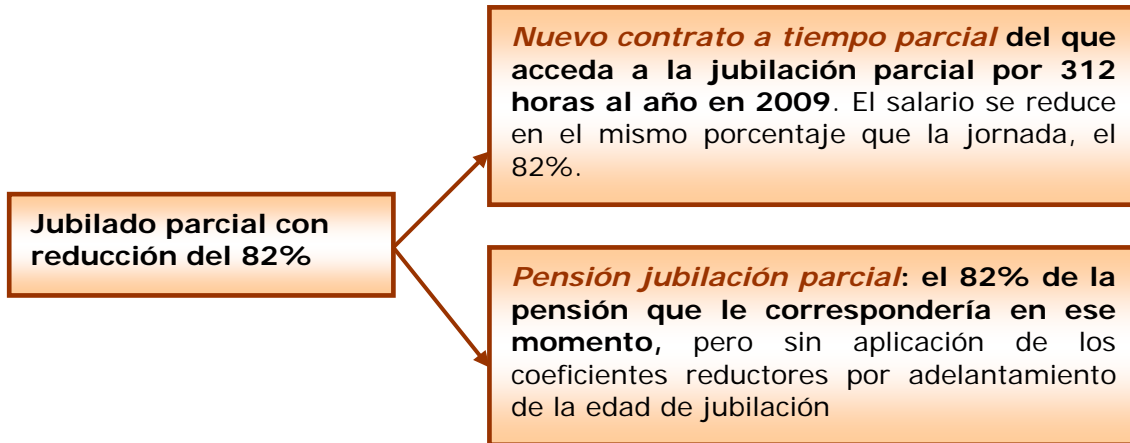 Nuevo contrato a tiempo parcial del que
acceda a la jubilación parcial por 312
horas al año en 2009. El salario se reduce
en el mismo porcentaje que la jornada, el
82%.
Jubilado parcial con
reducción del 82%
Pensión jubilación parcial: el 82% de la
pensión que le correspondería en ese
momento, pero sin aplicación de los
coeficientes reductores por adelantamiento
de la edad de jubilación